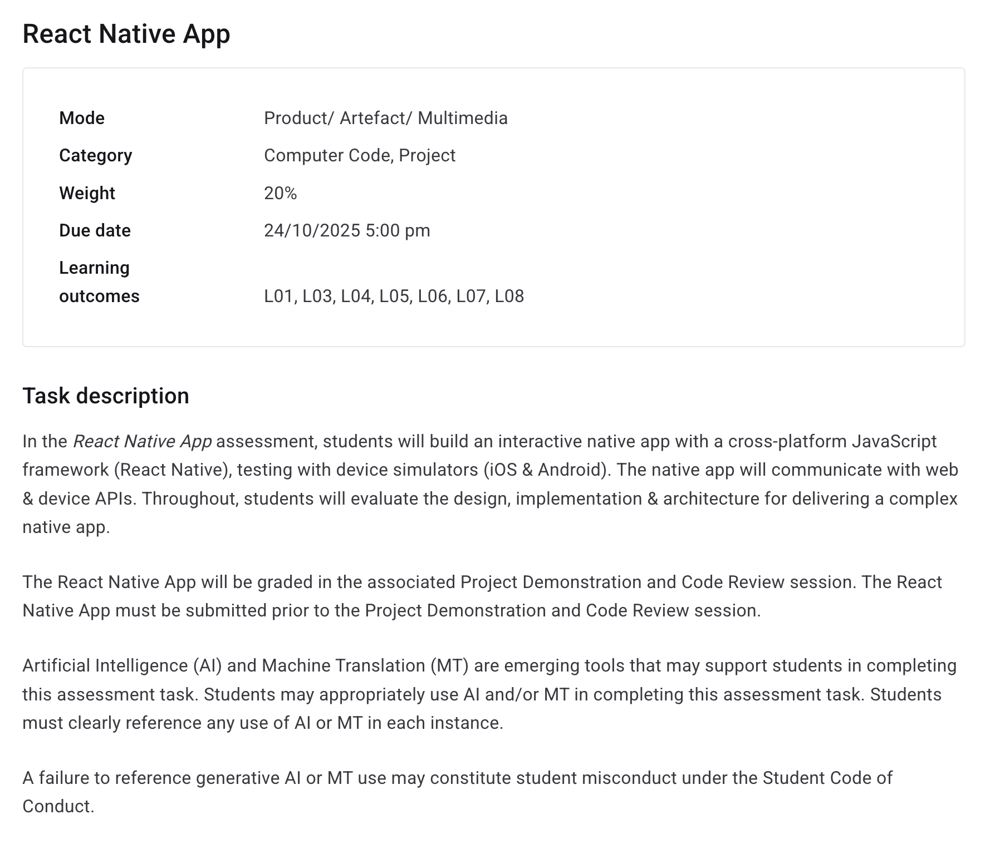 React Native App
Mode Product/ Artefact/ Multimedia
Category Computer Code, Project
Weight 20%
Due date 24/10/2025 5:00 pm
Learning
outcomes L01, L03, L04, L05, L06, L07, L08
Task description
In the React Native App assessment, students will build an interactive native app with a cross-platform JavaScript
framework (React Native), testing with device simulators (iOS & Android). The native app will communicate with web
& device APIs. Throughout, students will evaluate the design, implementation & architecture for delivering a complex
native app.
The React Native App will be graded in the associated Project Demonstration and Code Review session. The React
Native App must be submitted prior to the Project Demonstration and Code Review session.
Artificial Intelligence (AI) and Machine Translation (MT) are emerging tools that may support students in completing
this assessment task. Students may appropriately use AI and/or MT in completing this assessment task. Students
must clearly reference any use of AI or MT in each instance.
A failure to reference generative AI or MT use may constitute student misconduct under the Student Code of
Conduct.